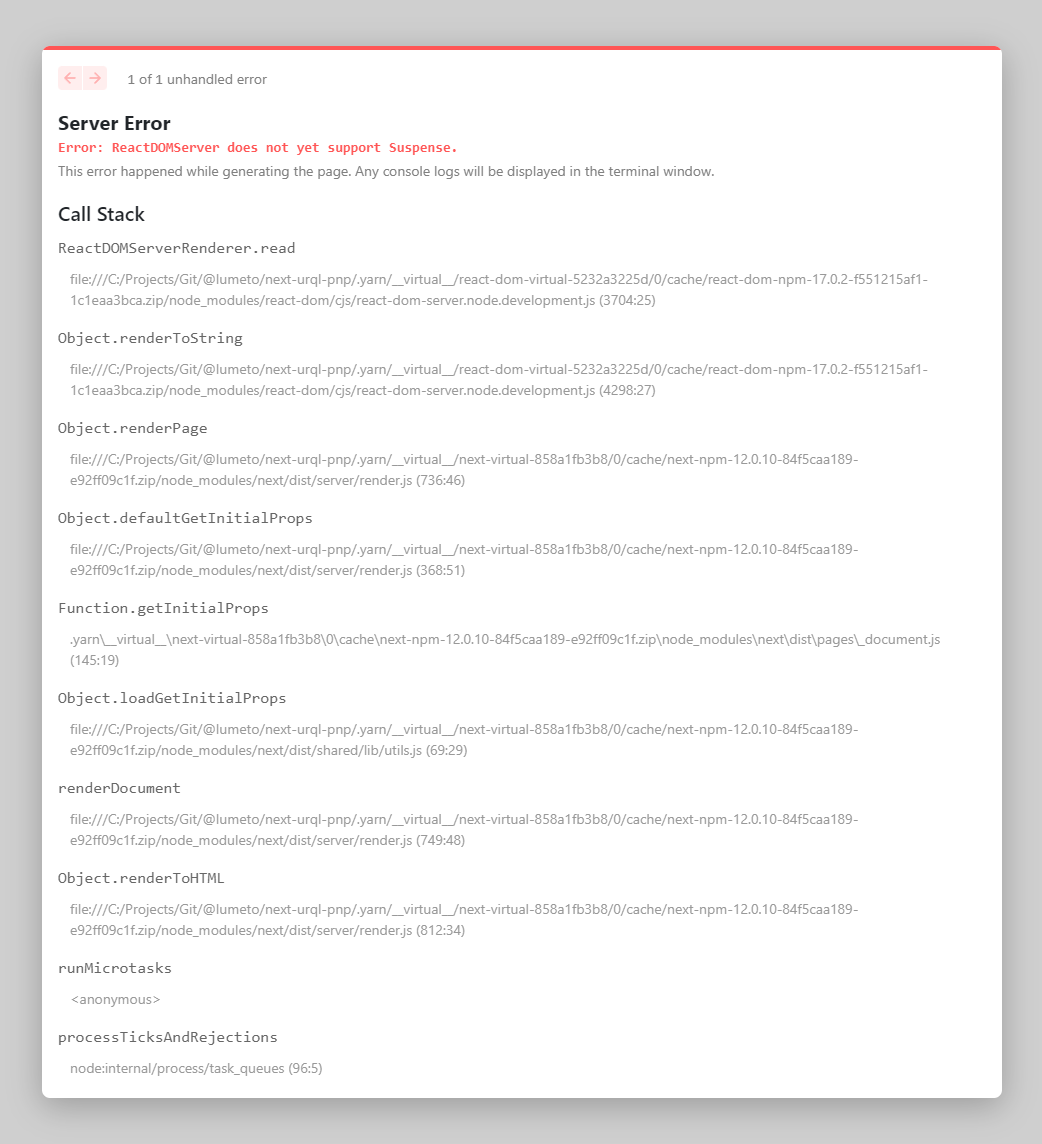 1 of 1 unhandled error
Server Error
Error: ReactDOMServer does not yet support Suspense.
This error happened while generating the page. Any console logs will be displayed in the terminal window.
Call Stack
ReactDOMServerRenderer.read
file:///C:/Projects/Git/@lumeto/next-urql-pnp/.yarn/__virtual__/react-dom-virtual-5232a3225d/0/cache/react-dom-npm-17.0.2-f551215af1-
1c1eaa3bca.zip/node_modules/react-dom/cjs/react-dom-server.node.development.js (3704:25)
Object.renderToString
file:///C:/Projects/Git/@lumeto/next-urql-pnp/.yarn/__virtual__/react-dom-virtual-5232a3225d/0/cache/react-dom-npm-17.0.2-f551215af1-
1c1eaa3bca.zip/node_modules/react-dom/cjs/react-dom-server.node.development.js (4298:27)
Object.renderPage
file:///C:/Projects/Git/@lumeto/next-urql-pnp/.yarn/__virtual__/next-virtual-858a1fb3b8/0/cache/next-npm-12.0.10-84f5caa189-
e92ff09c1f.zip/node_modules/next/dist/server/render.js (736:46)
Object.defaultGetInitialProps
file:///C:/Projects/Git/@lumeto/next-urql-pnp/.yarn/__virtual__/next-virtual-858a1fb3b8/0/cache/next-npm-12.0.10-84f5caa189-
e92ff09c1f.zip/node_modules/next/dist/server/render.js (368:51)
Function.getInitialProps
.yarn\__virtual__\next-virtual-858a1fb3b8\0\cache\next-npm-12.0.10-84f5caa189-e92ff09c1f.zip\node_modules\next\dist\pages\_document.js
(145:19)
Object.loadGetInitialProps
file:///C:/Projects/Git/@lumeto/next-urql-pnp/.yarn/__virtual__/next-virtual-858a1fb3b8/0/cache/next-npm-12.0.10-84f5caa189-
e92ff09c1f.zip/node_modules/next/dist/shared/lib/utils.js (69:29)
renderDocument
file:///C:/Projects/Git/@lumeto/next-urql-pnp/.yarn/__virtual__/next-virtual-858a1fb3b8/0/cache/next-npm-12.0.10-84f5caa189-
e92ff09c1f.zip/node_modules/next/dist/server/render.js (749:48)
Object.renderToHTML
file:///C:/Projects/Git/@lumeto/next-urql-pnp/.yarn/__virtual__/next-virtual-858a1fb3b8/0/cache/next-npm-12.0.10-84f5caa189-
e92ff09c1f.zip/node_modules/next/dist/server/render.js (812:34)
runMicrotasks
<anonymous>
processTicksAndRejections
node:internal/process/task_queues (96:5)